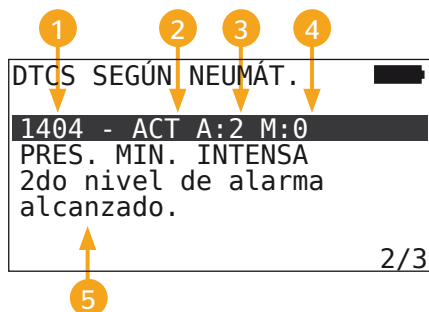 1 2 3 4
DTCS SEGÚN NEUMÁT.
1404 - ACT A:2 M:0
PRES. MIN. INTENSA
2do nivel de alarma
alcanzado.
2/3
5